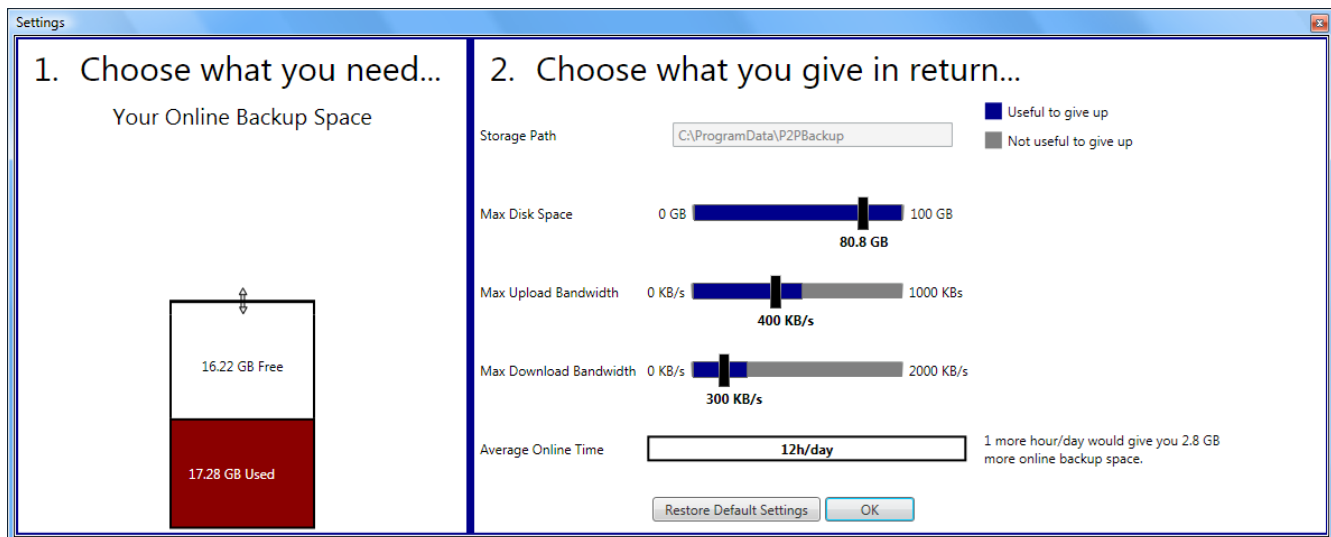 Settings
1. Choose what you need...
Your Online Backup Space
16.22 GB Free
17.28 GB Used
2. Choose what you give in return...
Useful to give up
Not useful to give up
Storage Path C:\ProgramData\P2PBackup
Max Disk Space 0 GB 100 GB
80.8 GB
Max Upload Bandwidth 0 KB/s 1000 KBs
400 KB/s
Max Download Bandwidth 0 KB/s 2000 KB/s
300 KB/s
Average Online Time 12h/day
1 more hour/day would give you 2.8 GB
more online backup space.
Restore Default Settings OK